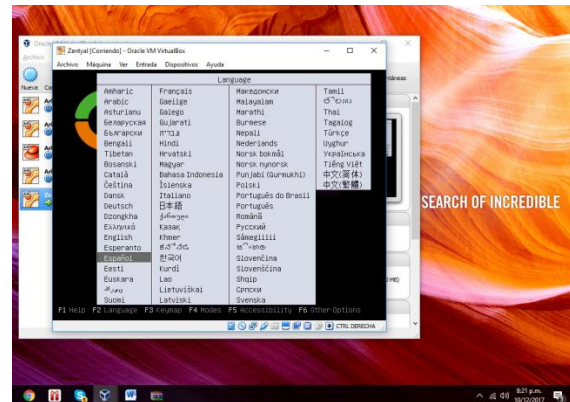 Zentyal [Corriendo] - Oracle VM VirtualBox
Archivo Máquina Ver Entrada Dispositivos Ayuda
Nueva
Language
Amharic Français Македонски Tamil
Arabic Gaeilge Malayalam తెలుగు
Asturianu Galego Marathi Thai
Беларуская Gujarati Burmese Tagalog
Български עברית Nepali Türkçe
Bengali Hindi Nederlands Uyghur
Tibetan Hrvatski Norsk bokmål Українська
Bosanski Magyar Norsk nynorsk Tiếng Việt
Català Bahasa Indonesia Punjabi (Gurmukhi) 中文(简体)
Čeština Íslenska Polski 中文(繁體)
Dansk Italiano Português do Brasil
Deutsch 日本語 Português
Dzongkha ქართული Română
Ελληνικά Қазақ Русский
English Khmer Sámegillii
Esperanto ಕನ್ನಡ සිංහල
Español 한국어 Slovenčina
Eesti Kurdî Slovenščina
Euskara Lao Shqip
فارسی Lietuviškai Српски
Suomi Latviski Svenska
F1 Help F2 Language F3 Keymap F4 Modes F5 Accessibility F6 Other Options
CTRL DERECHA
SEARCH OF INCREDIBLE
8:21 p.m.
10/12/2017